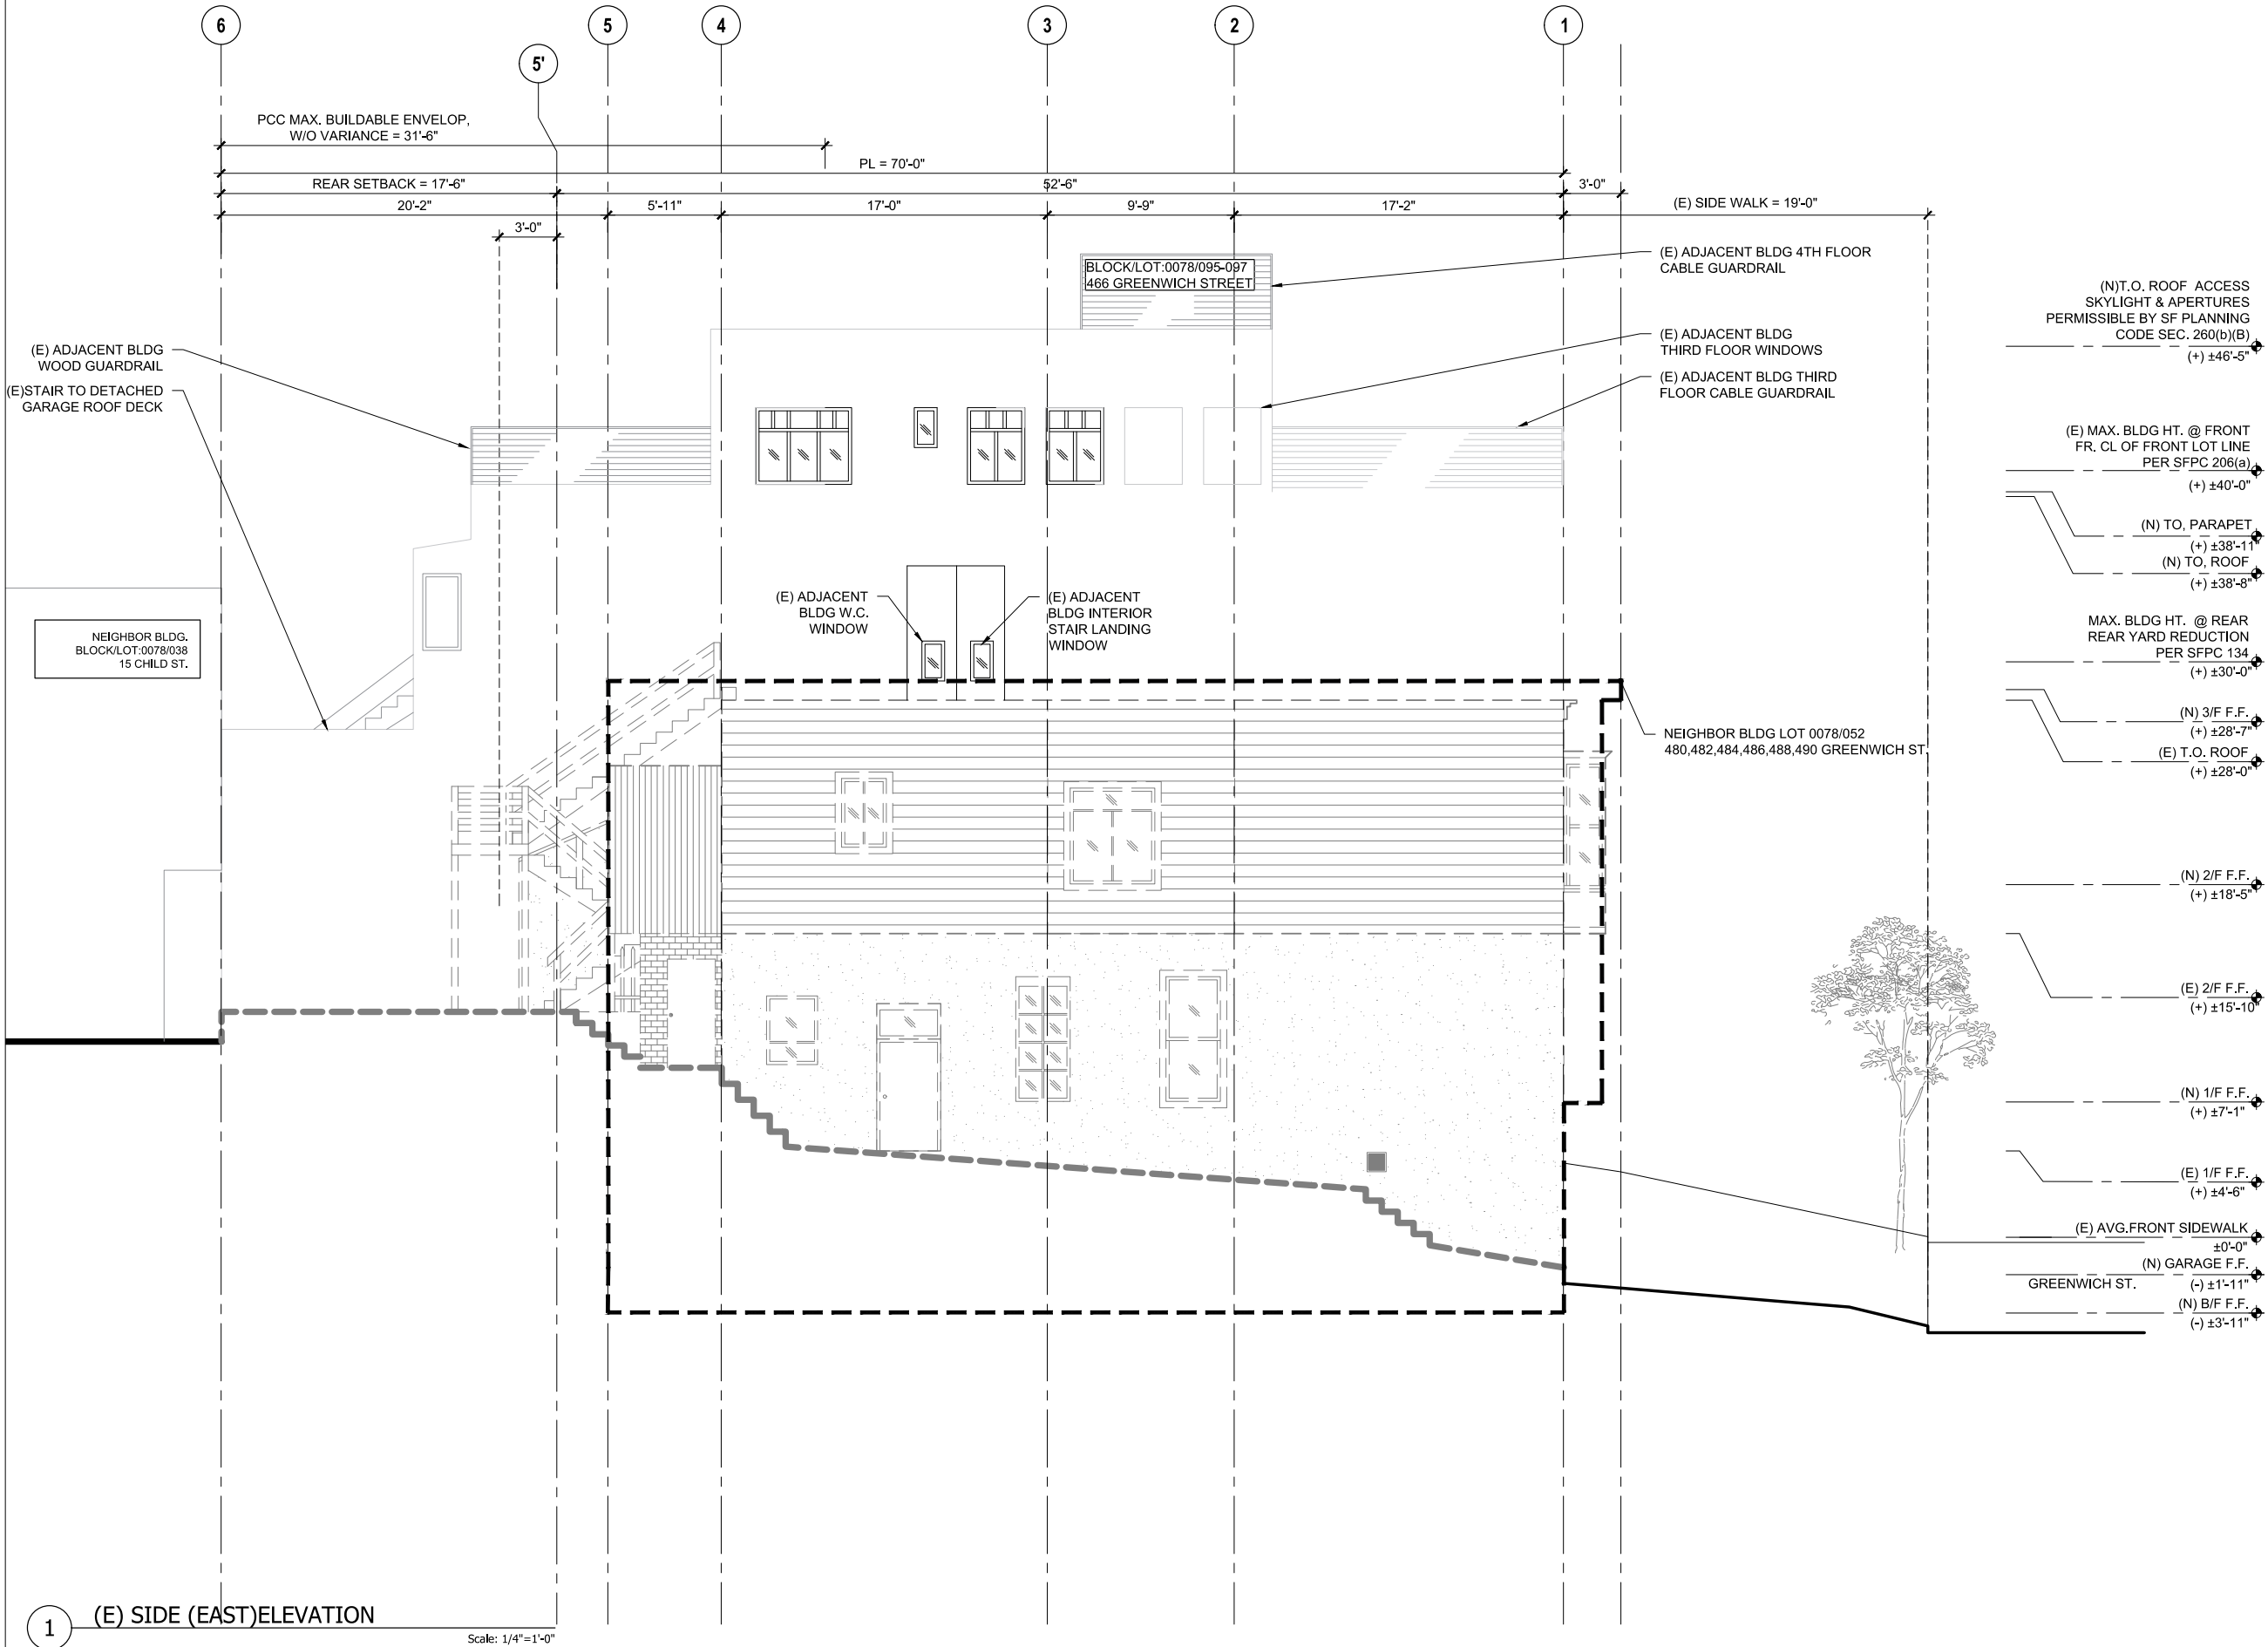 6
5
4
3
2
1
5'
PCC MAX. BUILDABLE ENVELOP,
W/O VARIANCE = 31'-6"
PL = 70'-0"
REAR SETBACK = 17'-6"
52'-6"
3'-0"
20'-2"
5'-11"
17'-0"
9'-9"
17'-2"
(E) SIDE WALK = 19'-0"
3'-0"
BLOCK/LOT:0078/095-097
466 GREENWICH STREET
(E) ADJACENT BLDG 4TH FLOOR
CABLE GUARDRAIL
(E) ADJACENT BLDG
THIRD FLOOR WINDOWS
(E) ADJACENT BLDG THIRD
FLOOR CABLE GUARDRAIL
(E) ADJACENT BLDG
WOOD GUARDRAIL
(E)STAIR TO DETACHED
GARAGE ROOF DECK
NEIGHBOR BLDG.
BLOCK/LOT:0078/038
15 CHILD ST.
(E) ADJACENT
BLDG W.C.
WINDOW
(E) ADJACENT
BLDG INTERIOR
STAIR LANDING
WINDOW
NEIGHBOR BLDG LOT 0078/052
480,482,484,486,488,490 GREENWICH ST.
(N)T.O. ROOF ACCESS
SKYLIGHT & APERTURES
PERMISSIBLE BY SF PLANNING
CODE SEC. 260(b)(B)
(+) ±46'-5"
(E) MAX. BLDG HT. @ FRONT
FR. CL OF FRONT LOT LINE
PER SFPC 206(a)
(+) ±40'-0"
(N) TO, PARAPET
(+) ±38'-11"
(N) TO, ROOF
(+) ±38'-8"
MAX. BLDG HT. @ REAR
REAR YARD REDUCTION
PER SFPC 134
(+) ±30'-0"
(N) 3/F F.F.
(+) ±28'-7"
(E) T.O. ROOF
(+) ±28'-0"
(N) 2/F F.F.
(+) ±18'-5"
(E) 2/F F.F.
(+) ±15'-10"
(N) 1/F F.F.
(+) ±7'-1"
(E) 1/F F.F.
(+) ±4'-6"
(E) AVG.FRONT SIDEWALK
±0'-0"
(N) GARAGE F.F.
GREENWICH ST.
(-) ±1'-11"
(N) B/F F.F.
(-) ±3'-11"
1
(E) SIDE (EAST)ELEVATION
Scale: 1/4"=1'-0"